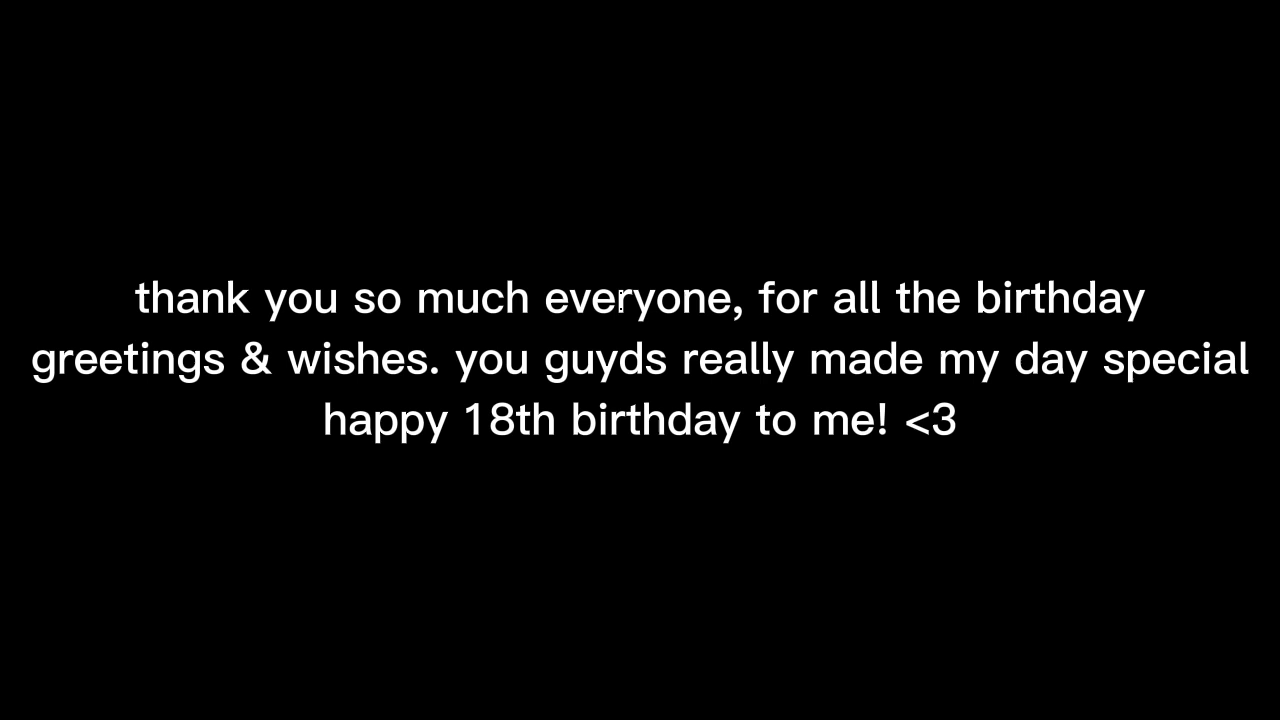 thank you so much everyone, for all the birthday
greetings & wishes. you guyds really made my day special
happy 18th birthday to me! <3